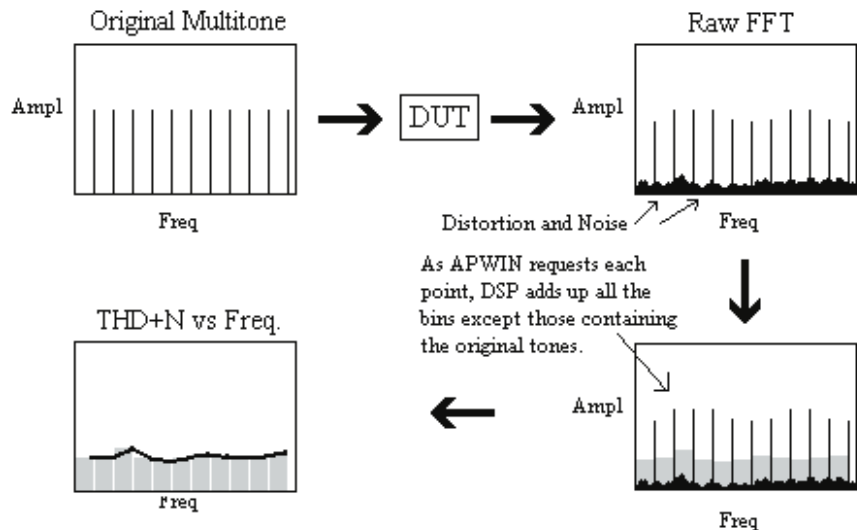 Original Multitone
Ampl
Freq
DUT
Raw FFT
Distortion and Noise
Freq
As APWIN requests each
point, DSP adds up all the
bins except those containing
the original tones.
Ampl
Freq
THD+N vs Freq.
Freq